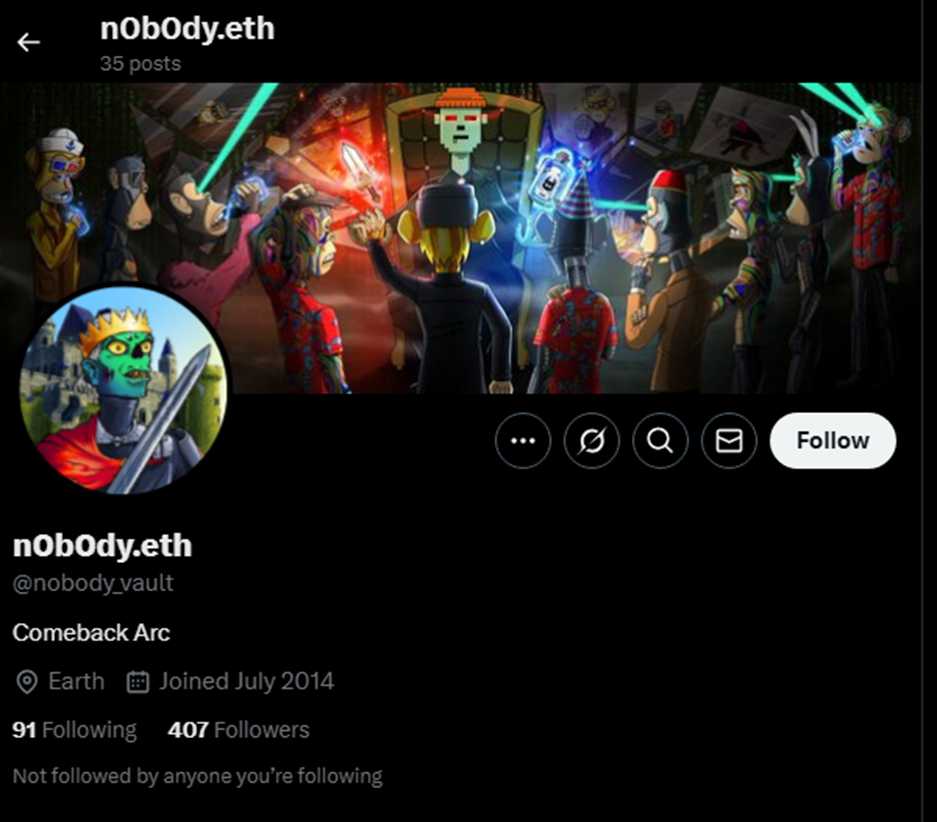 n0b0dy.eth
35 posts
Follow
n0b0dy.eth
@nobody_vault
Comeback Arc
Earth Joined July 2014
91 Following 407 Followers
Not followed by anyone you’re following